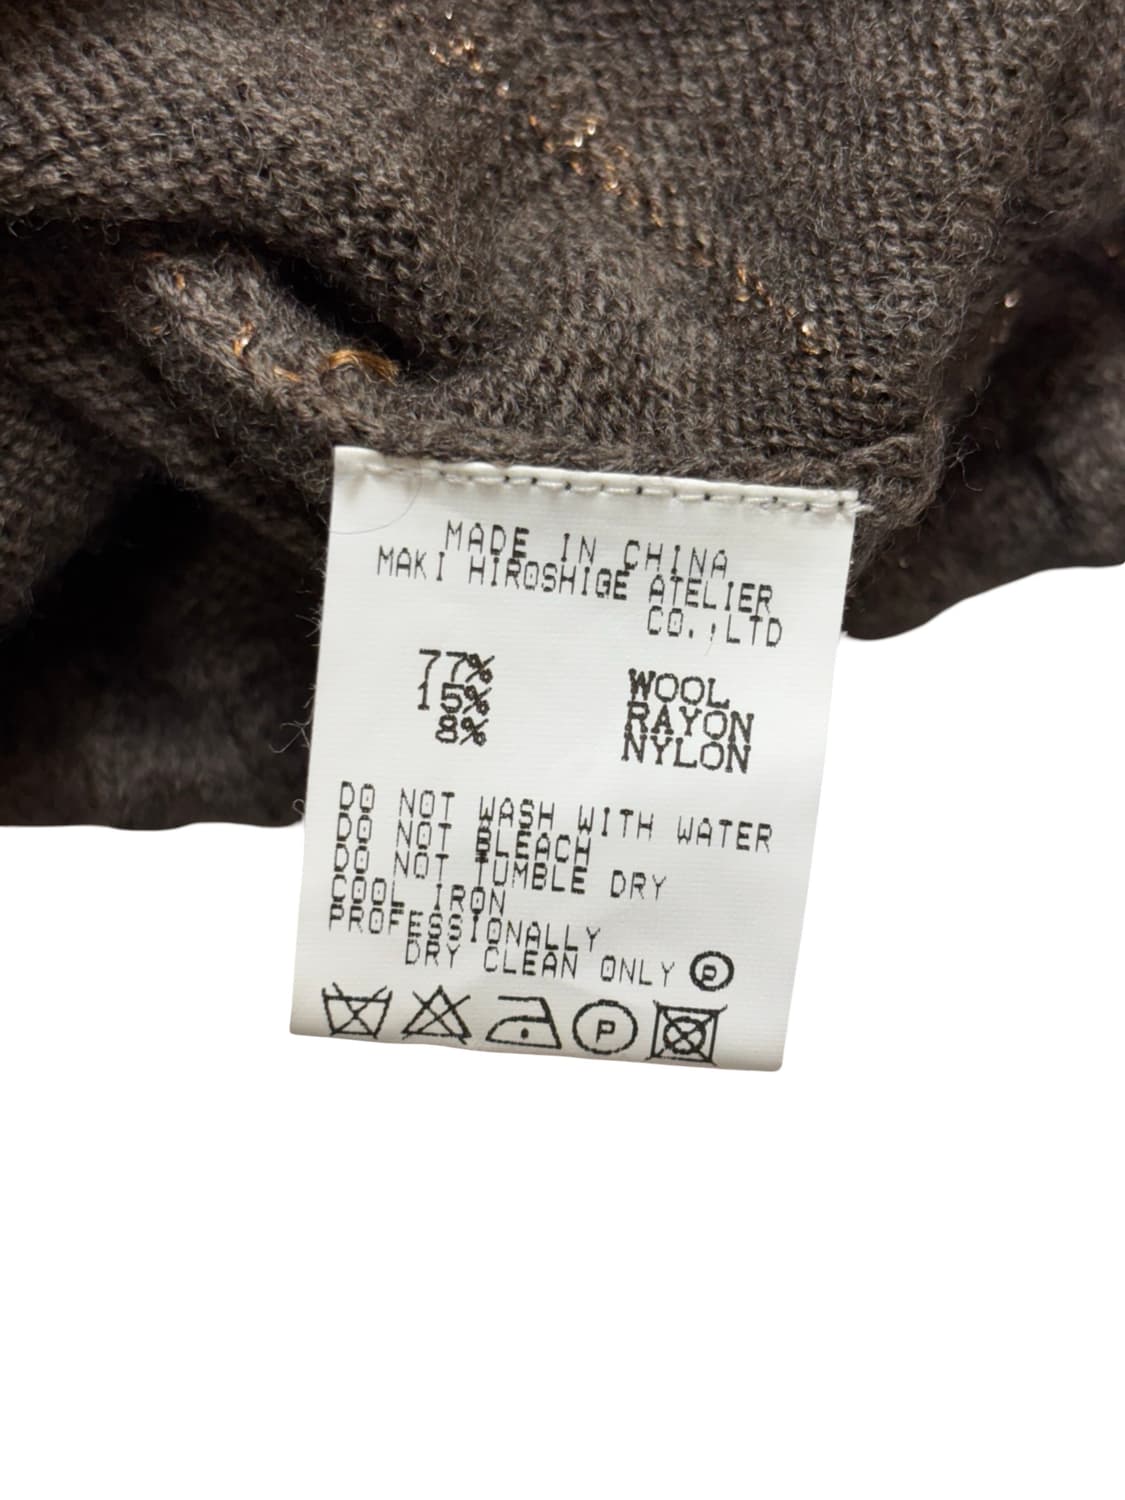 MADE IN CHINA
MAKI HIROSHIGE ATELIER
CO.,LTD
77% WOOL
15% RAYON
8% NYLON
DO NOT WASH WITH WATER
DO NOT BLEACH
DO NOT TUMBLE DRY
COOL IRON
PROFESSIONALLY
DRY CLEAN ONLY Ⓟ
P